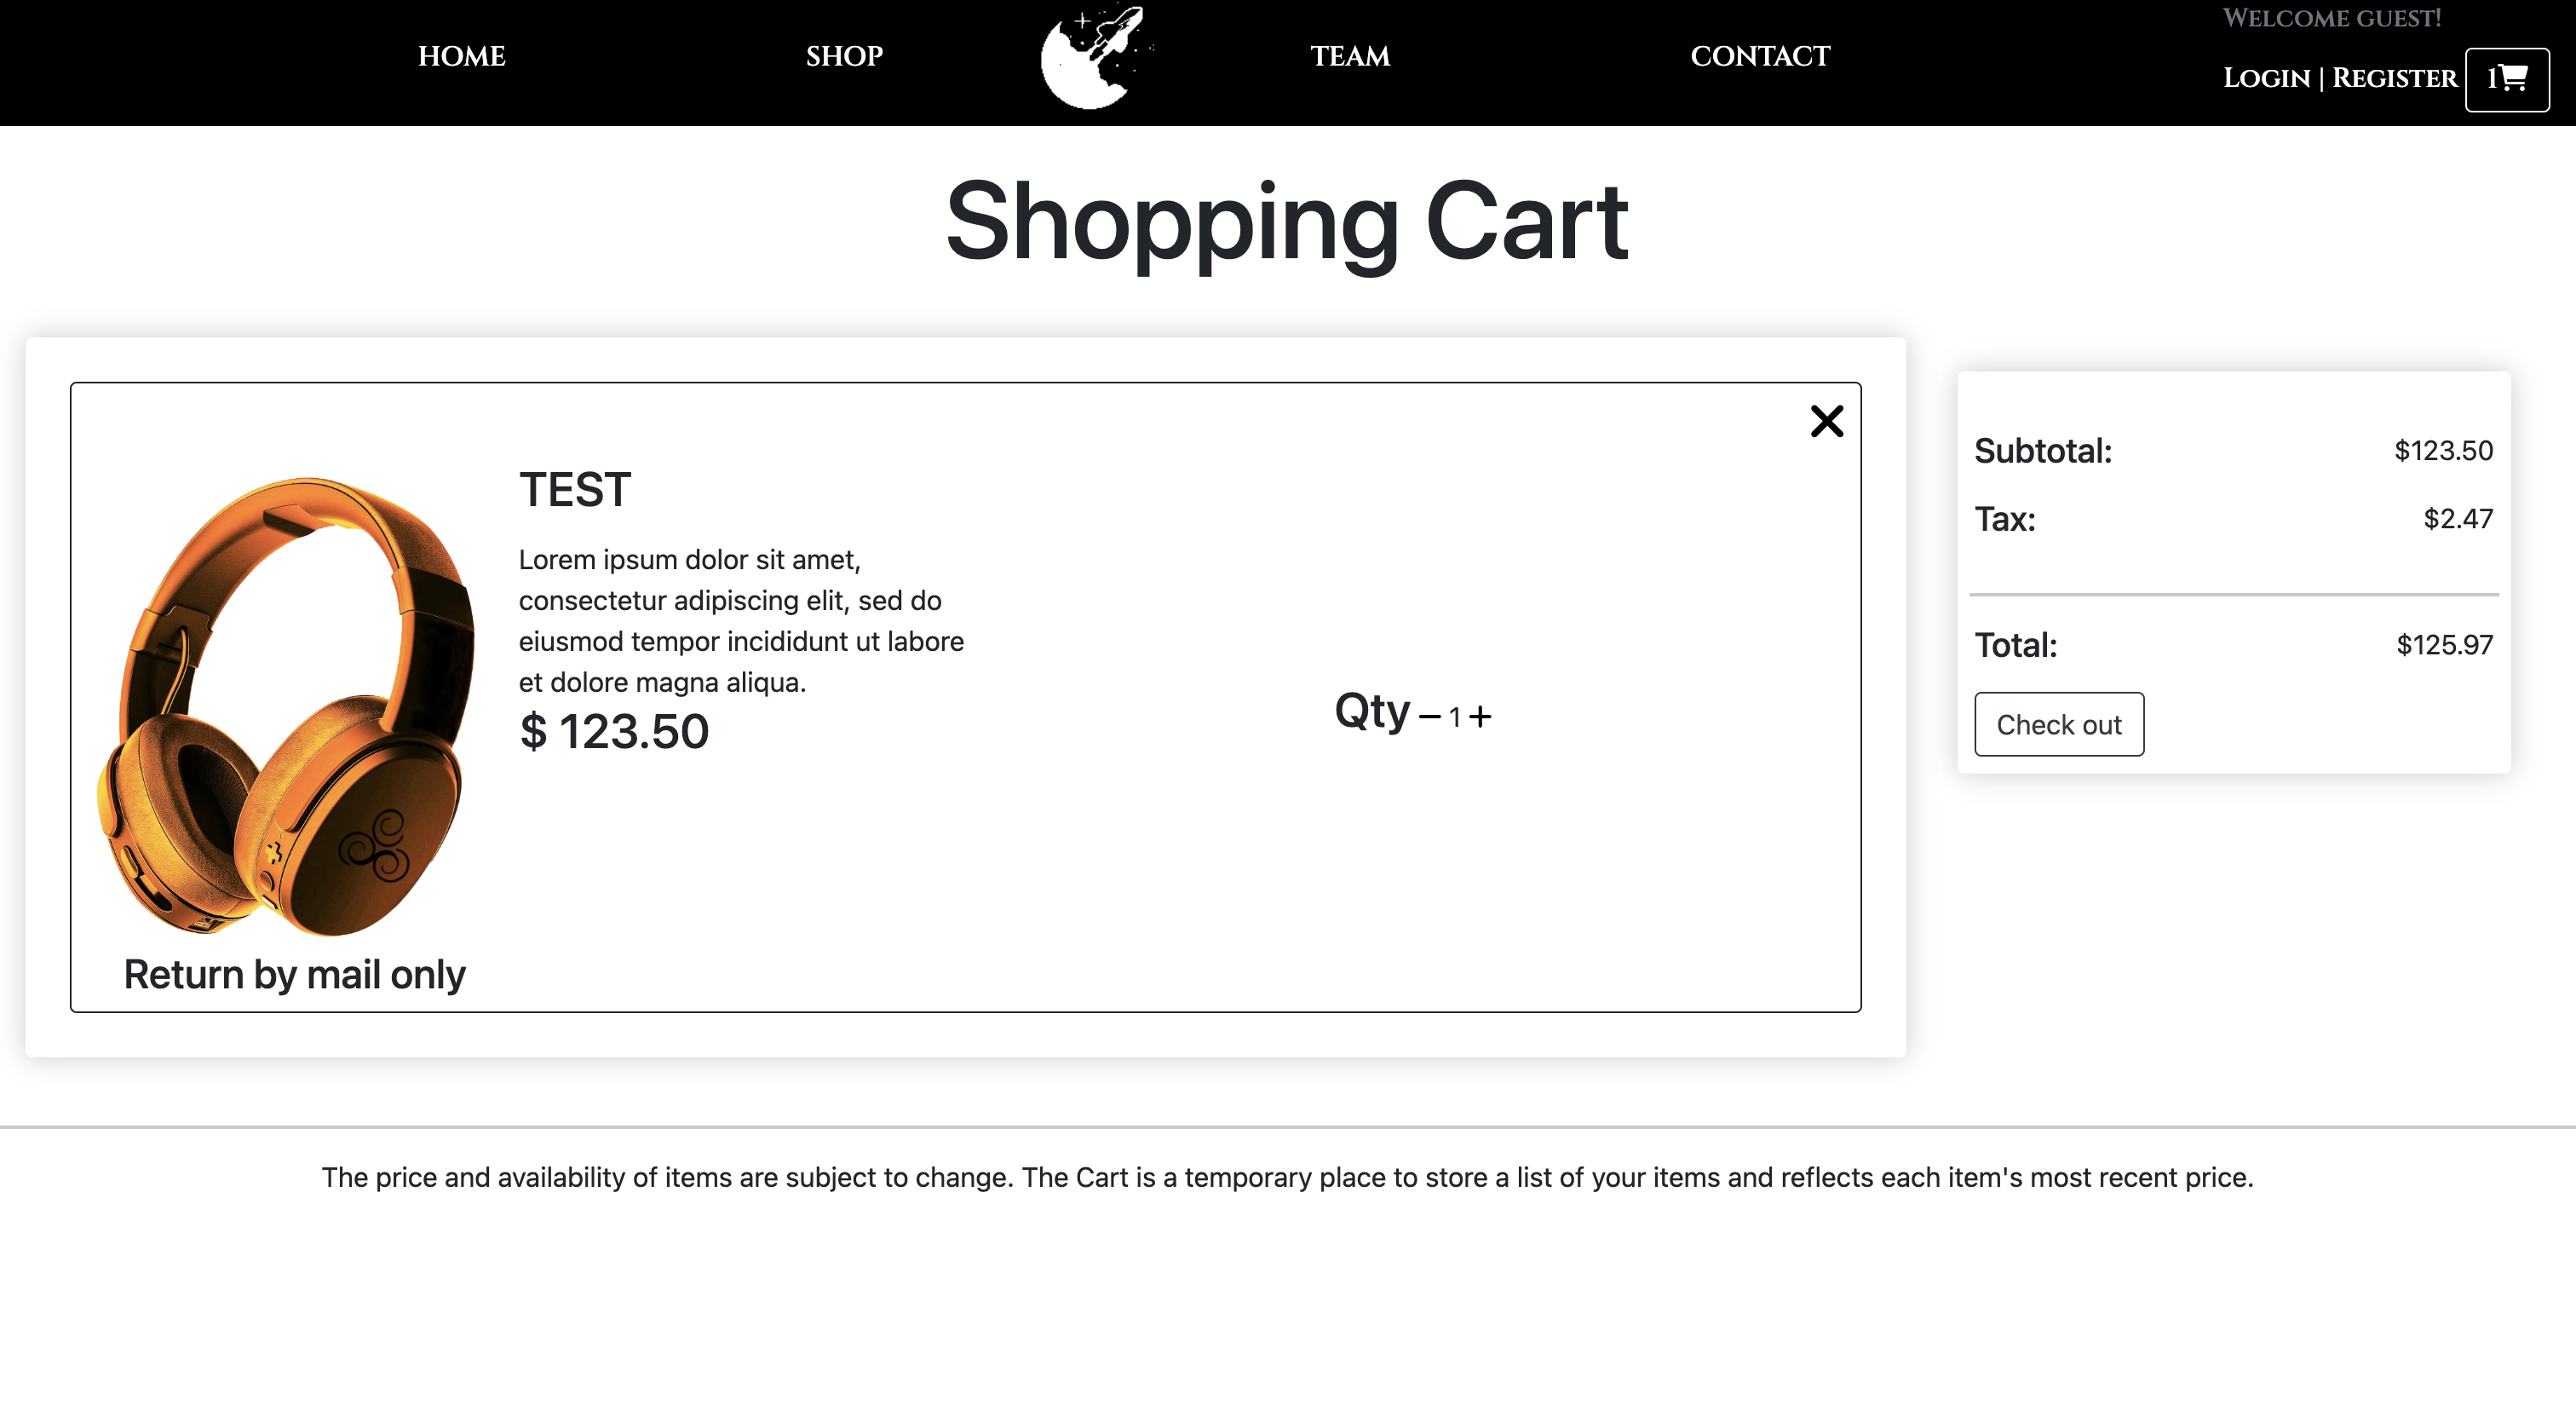 HOME
SHOP
TEAM
CONTACT
Welcome guest!
Login | Register
1
Shopping Cart
TEST
Lorem ipsum dolor sit amet,
consectetur adipiscing elit, sed do
eiusmod tempor incididunt ut labore
et dolore magna aliqua.
$ 123.50
Qty 1
Return by mail only
Subtotal: $123.50
Tax: $2.47
Total: $125.97
Check out
The price and availability of items are subject to change. The Cart is a temporary place to store a list of your items and reflects each item's most recent price.